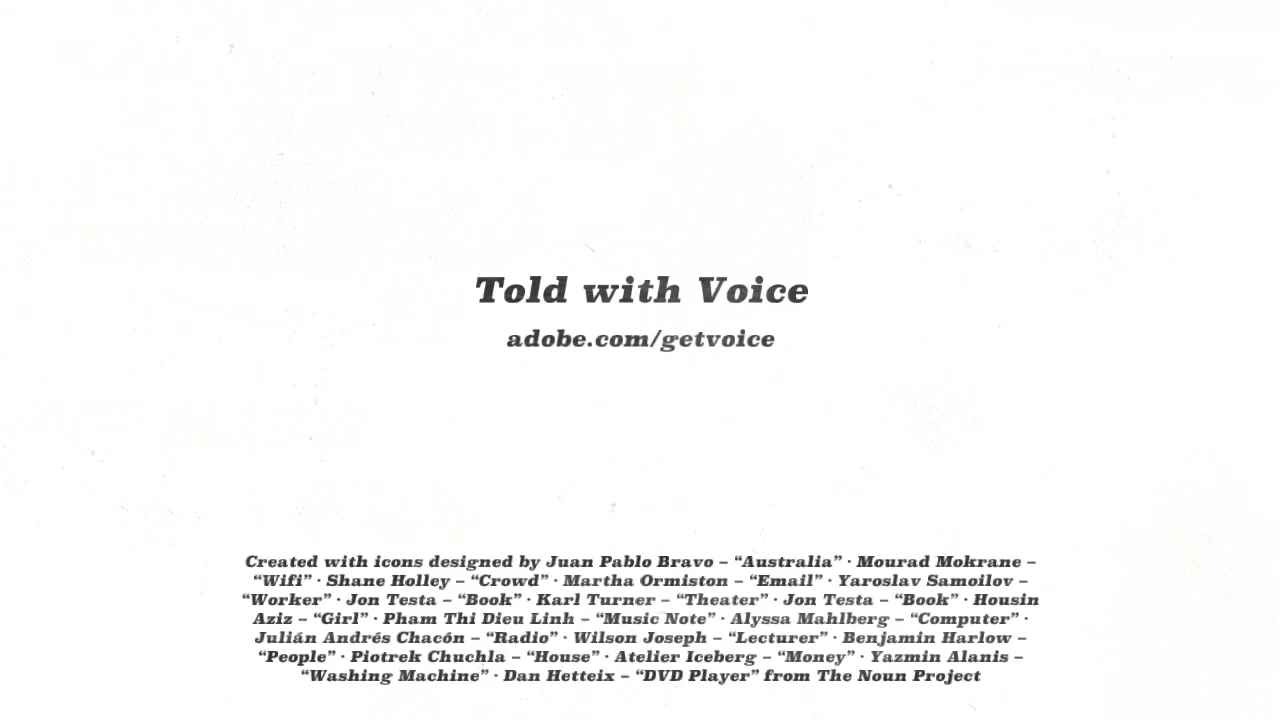 Told with Voice
adobe.com/getvoice
Created with icons designed by Juan Pablo Bravo – “Australia” · Mourad Mokrane –
“Wifi” · Shane Holley – “Crowd” · Martha Ormiston – “Email” · Yaroslav Samoilov –
“Worker” · Jon Testa – “Book” · Karl Turner – “Theater” · Jon Testa – “Book” · Housin
Aziz – “Girl” · Pham Thi Dieu Linh – “Music Note” · Alyssa Mahlberg – “Computer” ·
Julián Andrés Chacón – “Radio” · Wilson Joseph – “Lecturer” · Benjamin Harlow –
“People” · Piotrek Chuchla – “House” · Atelier Iceberg – “Money” · Yazmin Alanis –
“Washing Machine” · Dan Hetteix – “DVD Player” from The Noun Project